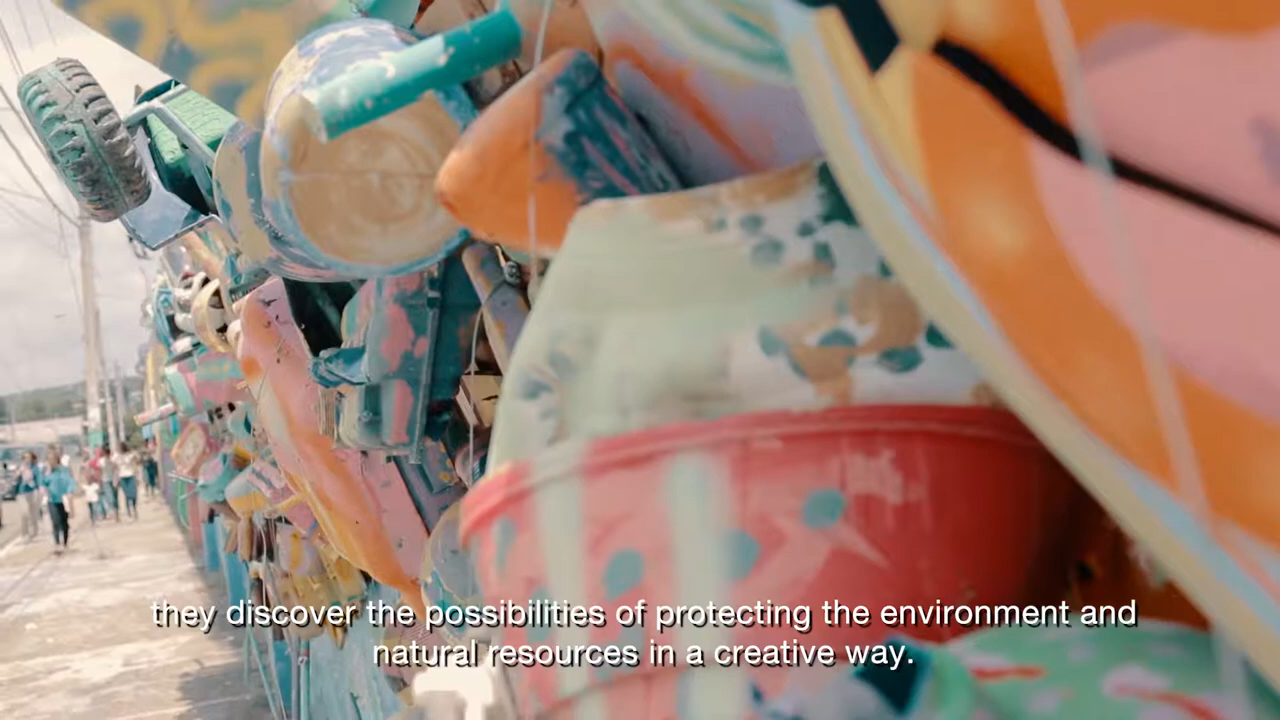 they discover the possibilities of protecting the environment and
natural resources in a creative way.